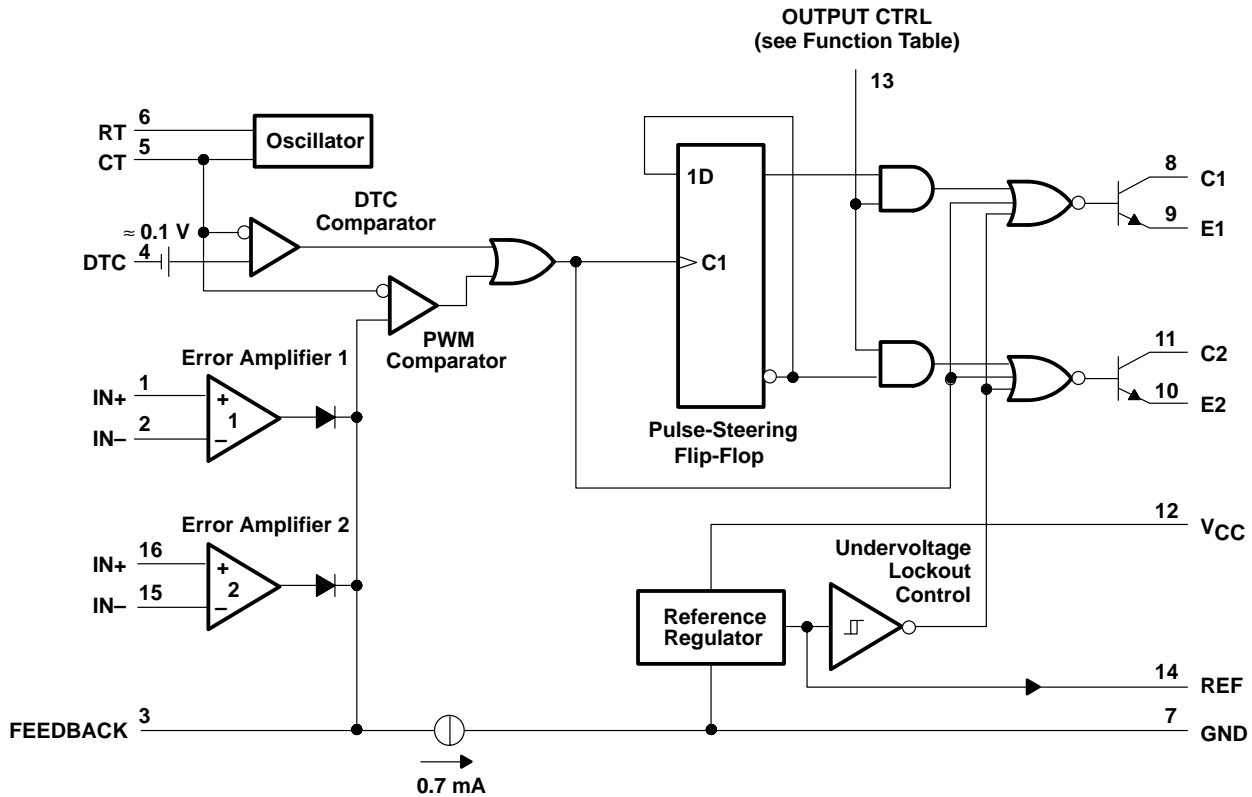 OUTPUT CTRL
(see Function Table)
13
6
RT
5
CT
Oscillator
DTC
Comparator
≈ 0.1 V
4
DTC
PWM
Comparator
1D
C1
Pulse-Steering
Flip-Flop
8
C1
9
E1
11
C2
10
E2
Error Amplifier 1
1
IN+
2
IN–
+
1
–
Error Amplifier 2
16
IN+
15
IN–
+
2
–
12
VCC
Undervoltage
Lockout
Control
Reference
Regulator
14
REF
7
GND
3
FEEDBACK
0.7 mA